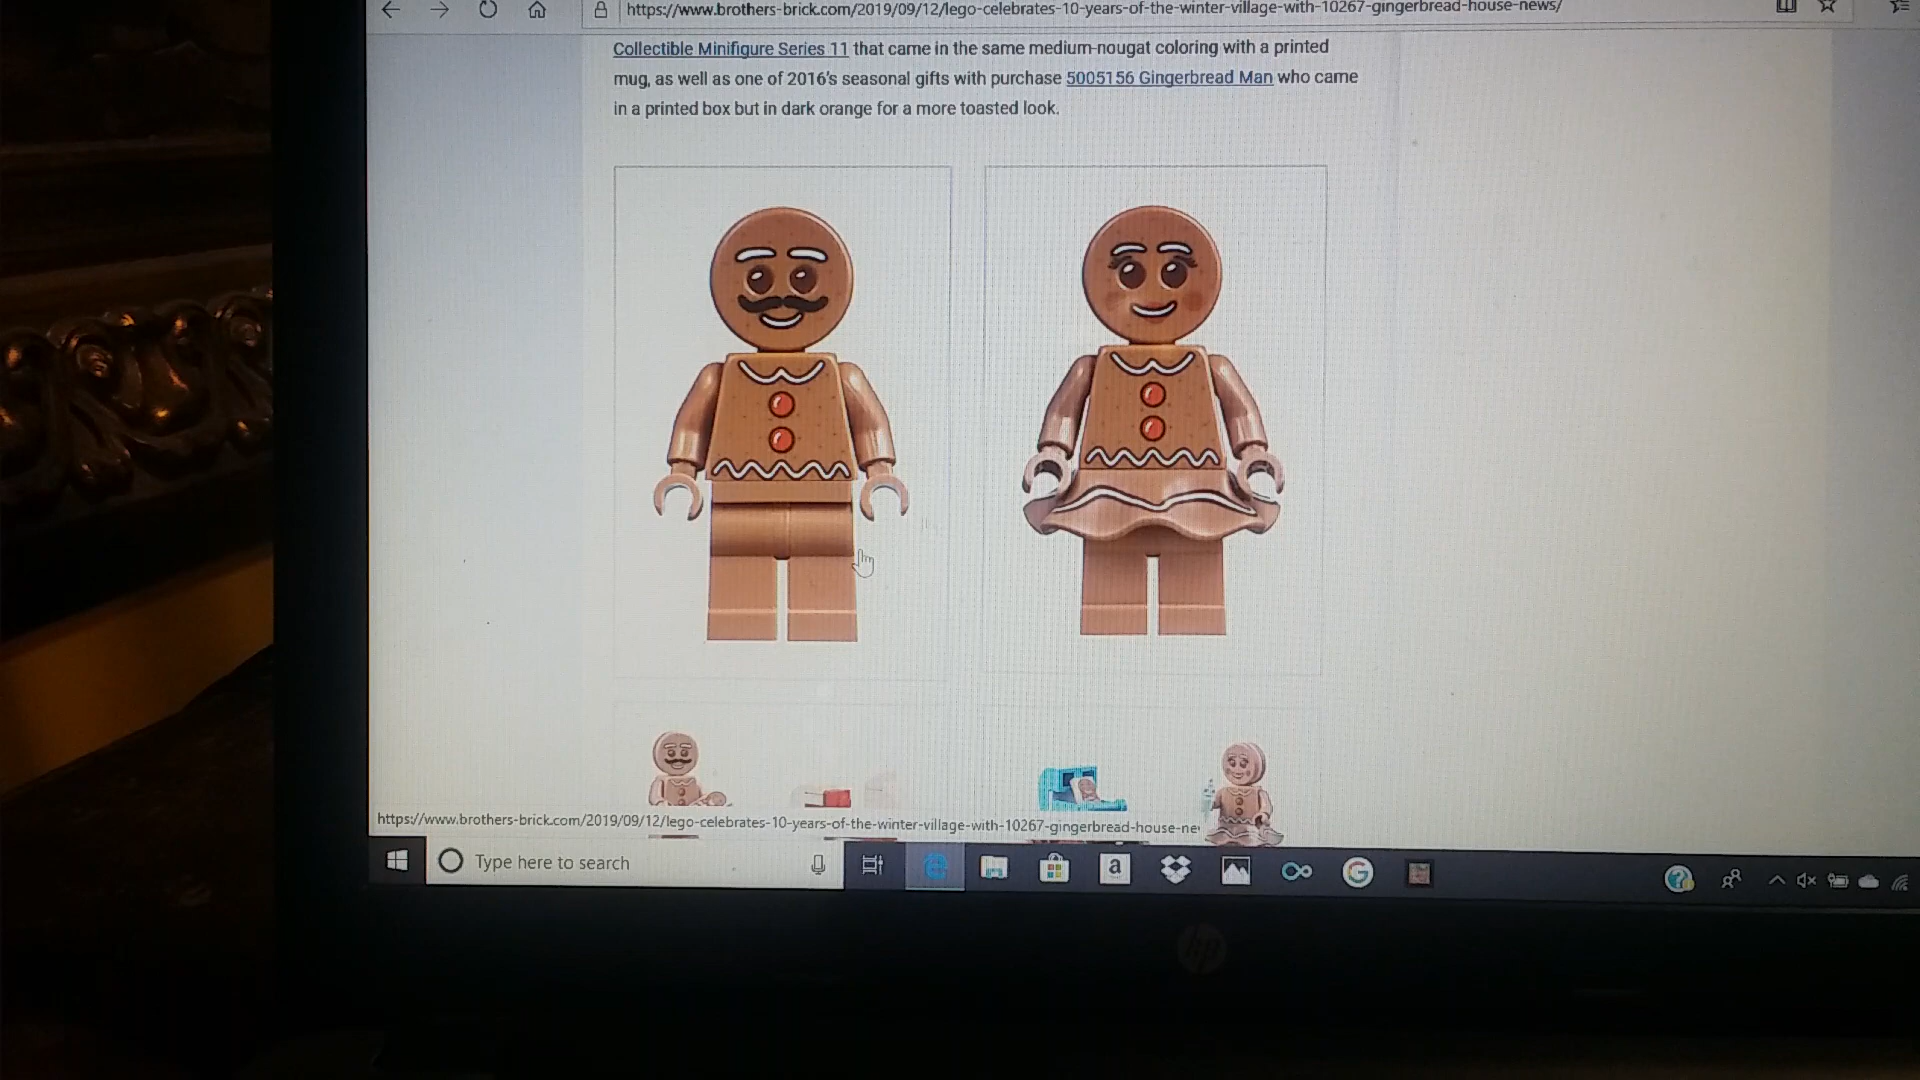 https://www.brothers-brick.com/2019/09/12/lego-celebrates-10-years-of-the-winter-village-with-10267-gingerbread-house-news/
Collectible Minifigure Series 11 that came in the same medium-nougat coloring with a printed
mug, as well as one of 2016's seasonal gifts with purchase 5005156 Gingerbread Man who came
in a printed box but in dark orange for a more toasted look.
https://www.brothers-brick.com/2019/09/12/lego-celebrates-10-years-of-the-winter-village-with-10267-gingerbread-house-ne
Type here to search
a
G
hp